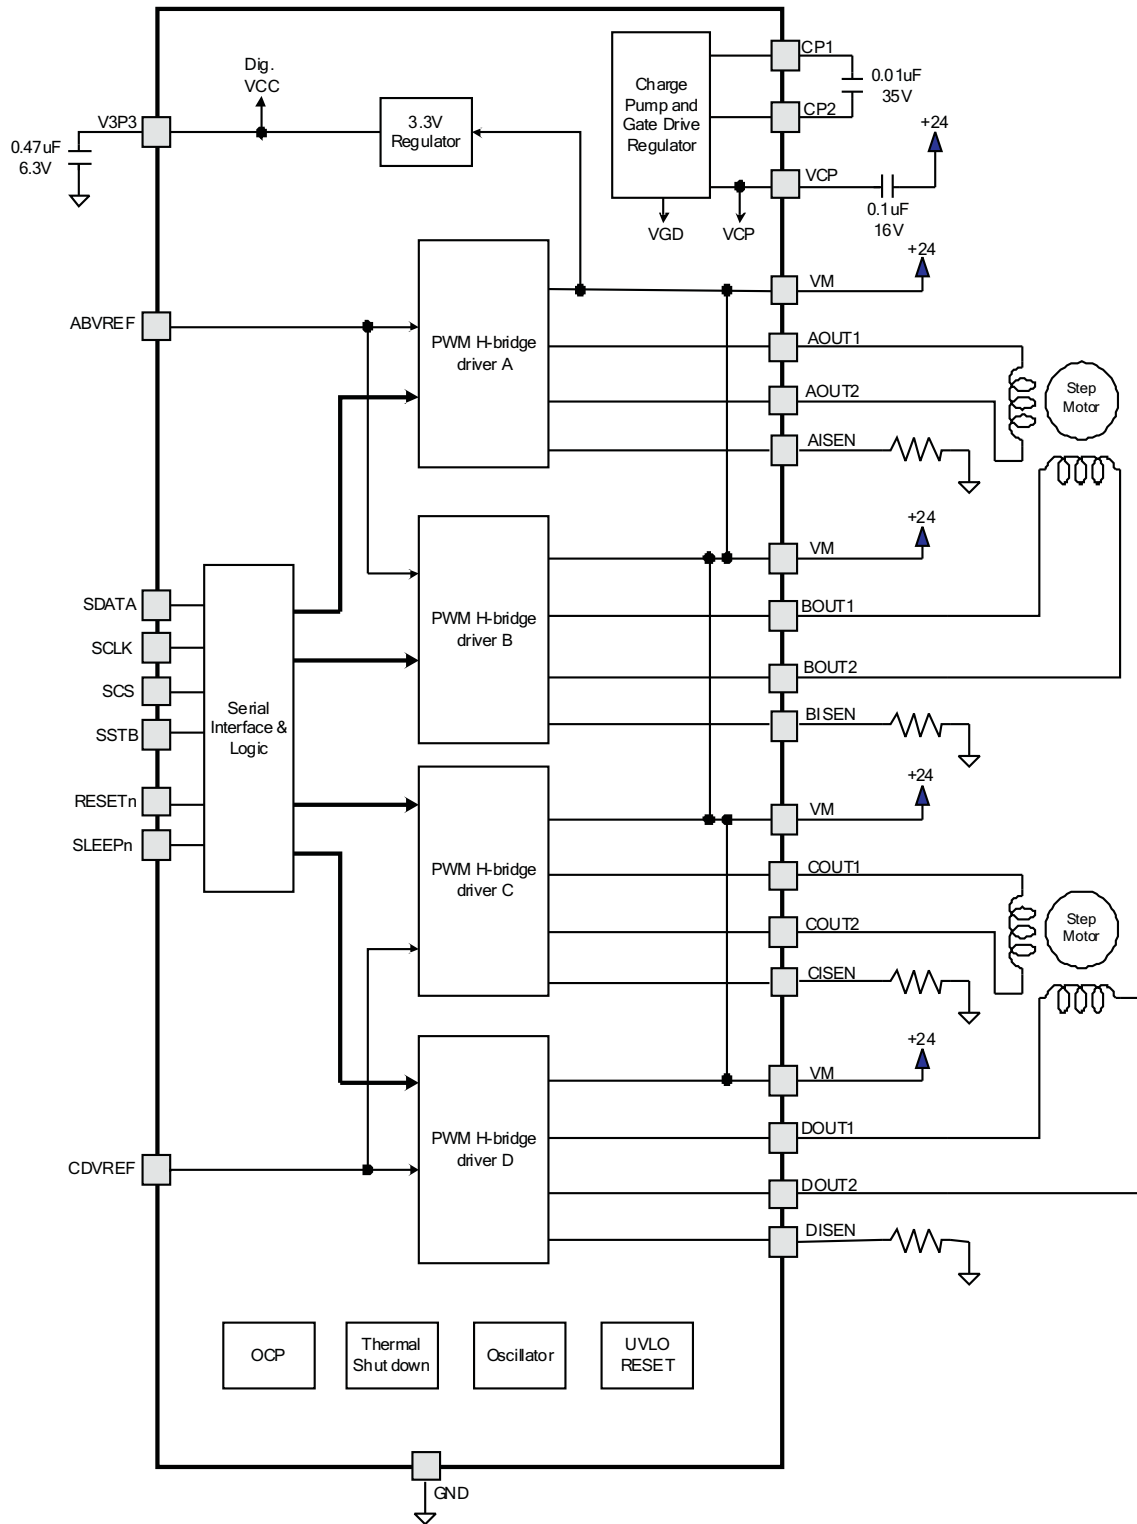 CP1
Dig.
VCC
Charge
Pump and
Gate Drive
Regulator
0.01uF
35V
CP2
V3P3
3.3V
Regulator
+24
0.47uF
6.3V
VCP
0.1uF
16V
VGD
VCP
+24
VM
ABVREF
PWM H-bridge
driver A
AOUT1
AOUT2
Step
Motor
AISEN
+24
VM
SDATA
PWM H-bridge
driver B
BOUT1
SCLK
BOUT2
SCS
Serial
Interface &
Logic
BISEN
SSTB
+24
RESETn
VM
SLEEPn
PWM H-bridge
driver C
COUT1
COUT2
Step
Motor
CISEN
+24
VM
PWM H-bridge
driver D
DOUT1
CDVREF
DOUT2
DISEN
OCP
Thermal
Shut down
Oscillator
UVLO
RESET
GND